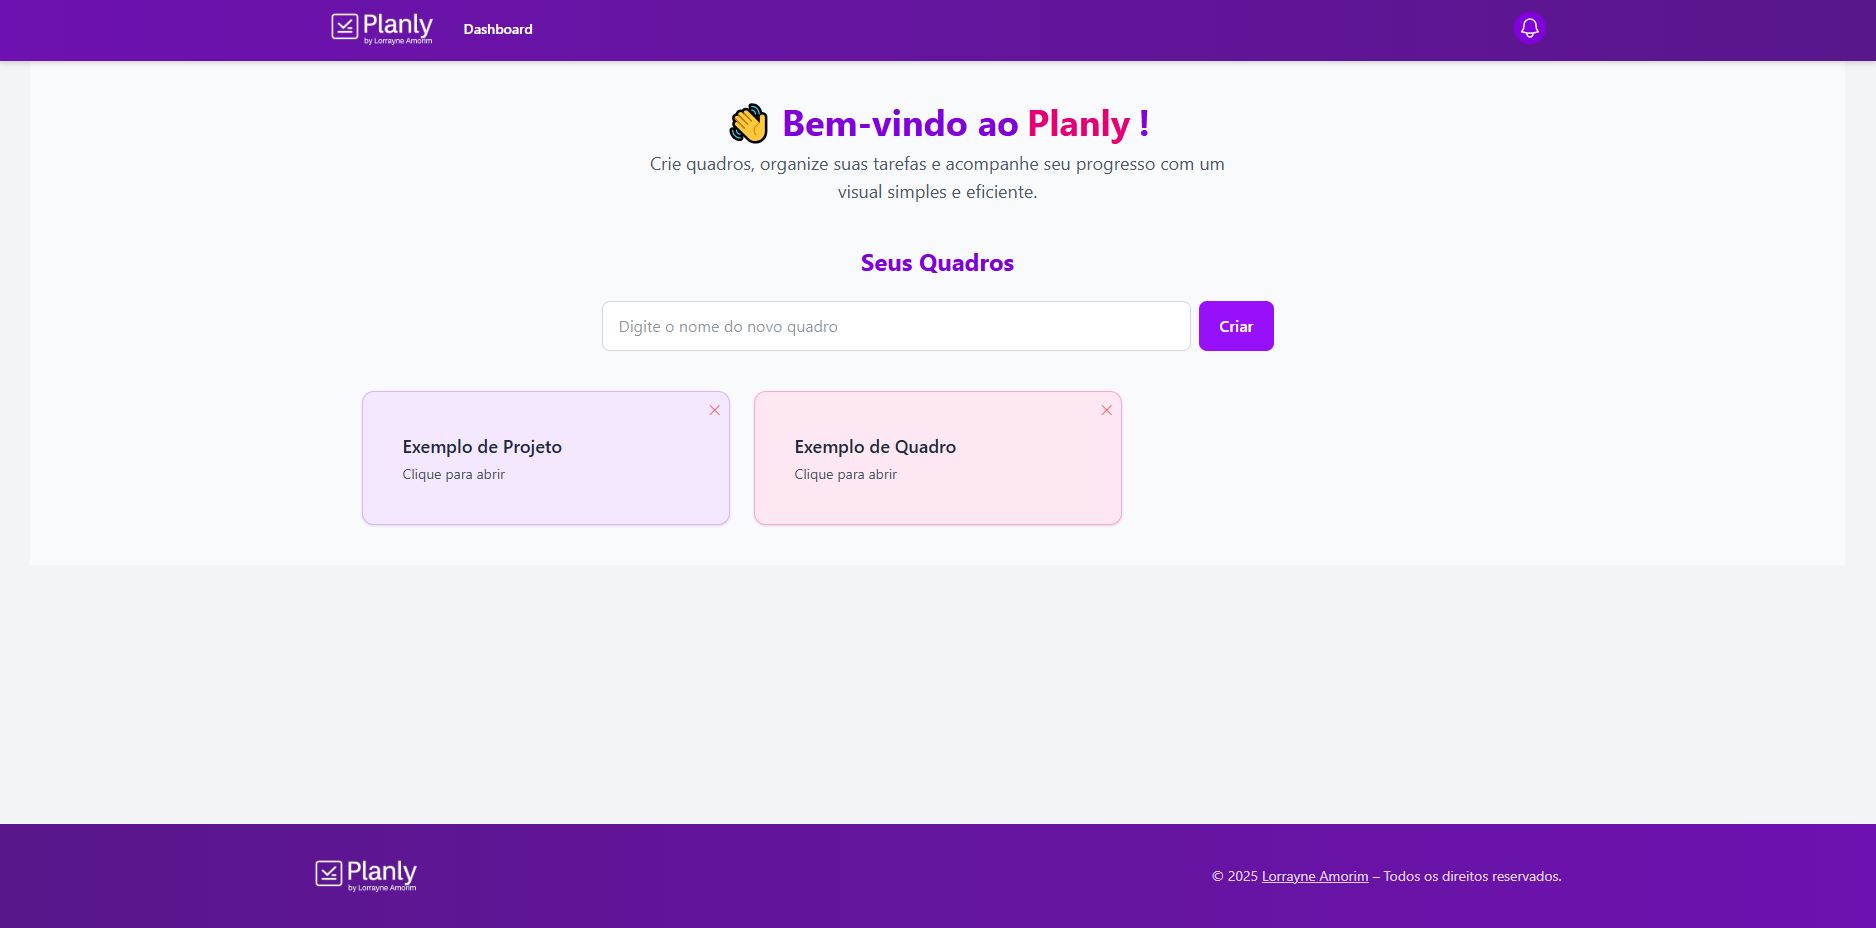 Planly
by Lorrayne Amorim
Dashboard
Bem-vindo ao Planly !
Crie quadros, organize suas tarefas e acompanhe seu progresso com um
visual simples e eficiente.
Seus Quadros
Digite o nome do novo quadro
Criar
Exemplo de Projeto
Clique para abrir
Exemplo de Quadro
Clique para abrir
Planly
by Lorrayne Amorim
© 2025 Lorrayne Amorim – Todos os direitos reservados.